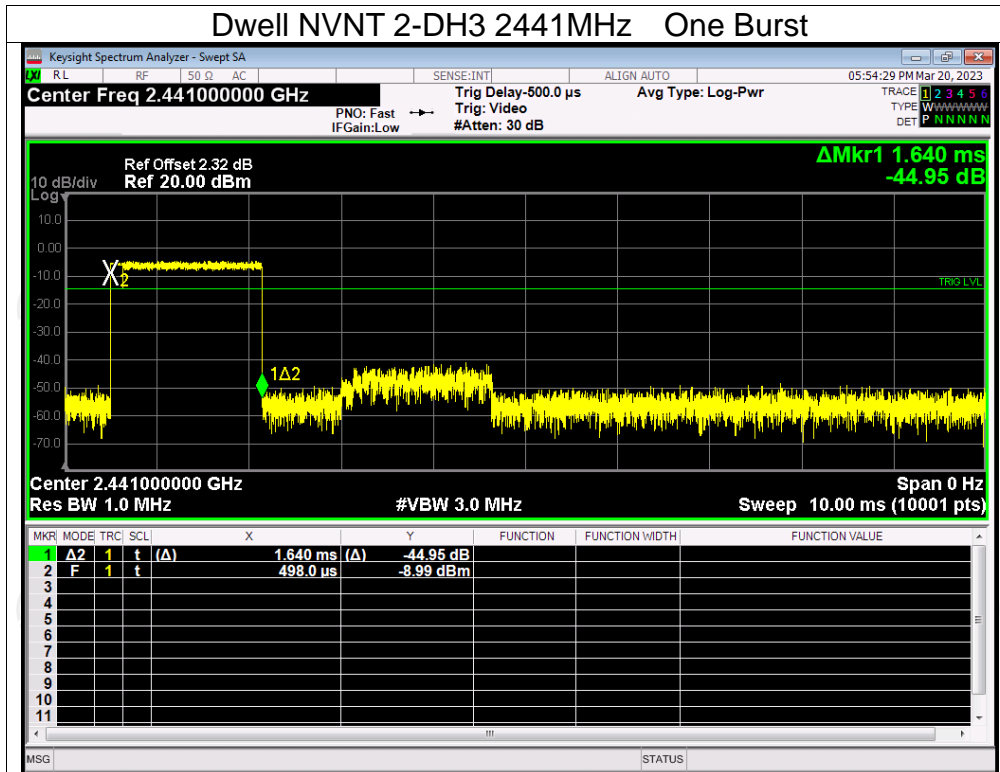 Dwell NVNT 2-DH3 2441MHz One Burst
Keysight Spectrum Analyzer - Swept SA
LXI RL RF 50 Ω AC SENSE:INT ALIGN AUTO 05:54:29 PM Mar 20, 2023
Center Freq 2.441000000 GHz Trig Delay-500.0 µs Avg Type: Log-Pwr TRACE 1 2 3 4 5 6
PNO: Fast Trig: Video TYPE WWWWWW
IFGain:Low #Atten: 30 dB DET P N N N N N
ΔMkr1 1.640 ms
Ref Offset 2.32 dB
10 dB/div Ref 20.00 dBm -44.95 dB
Log
10.0
0.00
-10.0
X2
TRIG LVL
-20.0
-30.0
-40.0
1Δ2
-50.0
-60.0
-70.0
Center 2.441000000 GHz Span 0 Hz
Res BW 1.0 MHz #VBW 3.0 MHz Sweep 10.00 ms (10001 pts)
MKR MODE TRC SCL X Y FUNCTION FUNCTION WIDTH FUNCTION VALUE
1 Δ2 1 t (Δ) 1.640 ms (Δ) -44.95 dB
2 F 1 t 498.0 µs -8.99 dBm
3
4
5
6
7
8
9
10
11
MSG STATUS